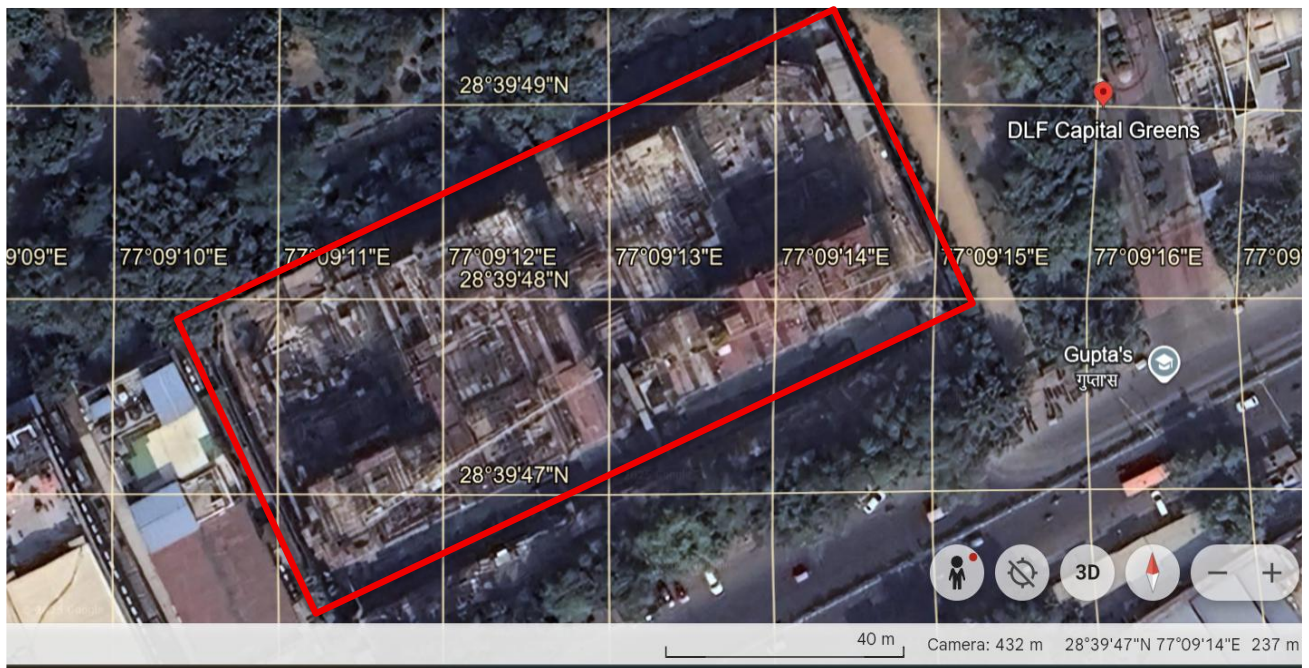 28°39'49"N
DLF Capital Greens
9'09"E 77°09'10"E 77°09'11"E 77°09'12"E 77°09'13"E 77°09'14"E 77°09'15"E 77°09'16"E 77°09
28°39'48"N
Gupta's
गुप्ता'स
28°39'47"N
3D
40 m Camera: 432 m 28°39'47"N 77°09'14"E 237 m